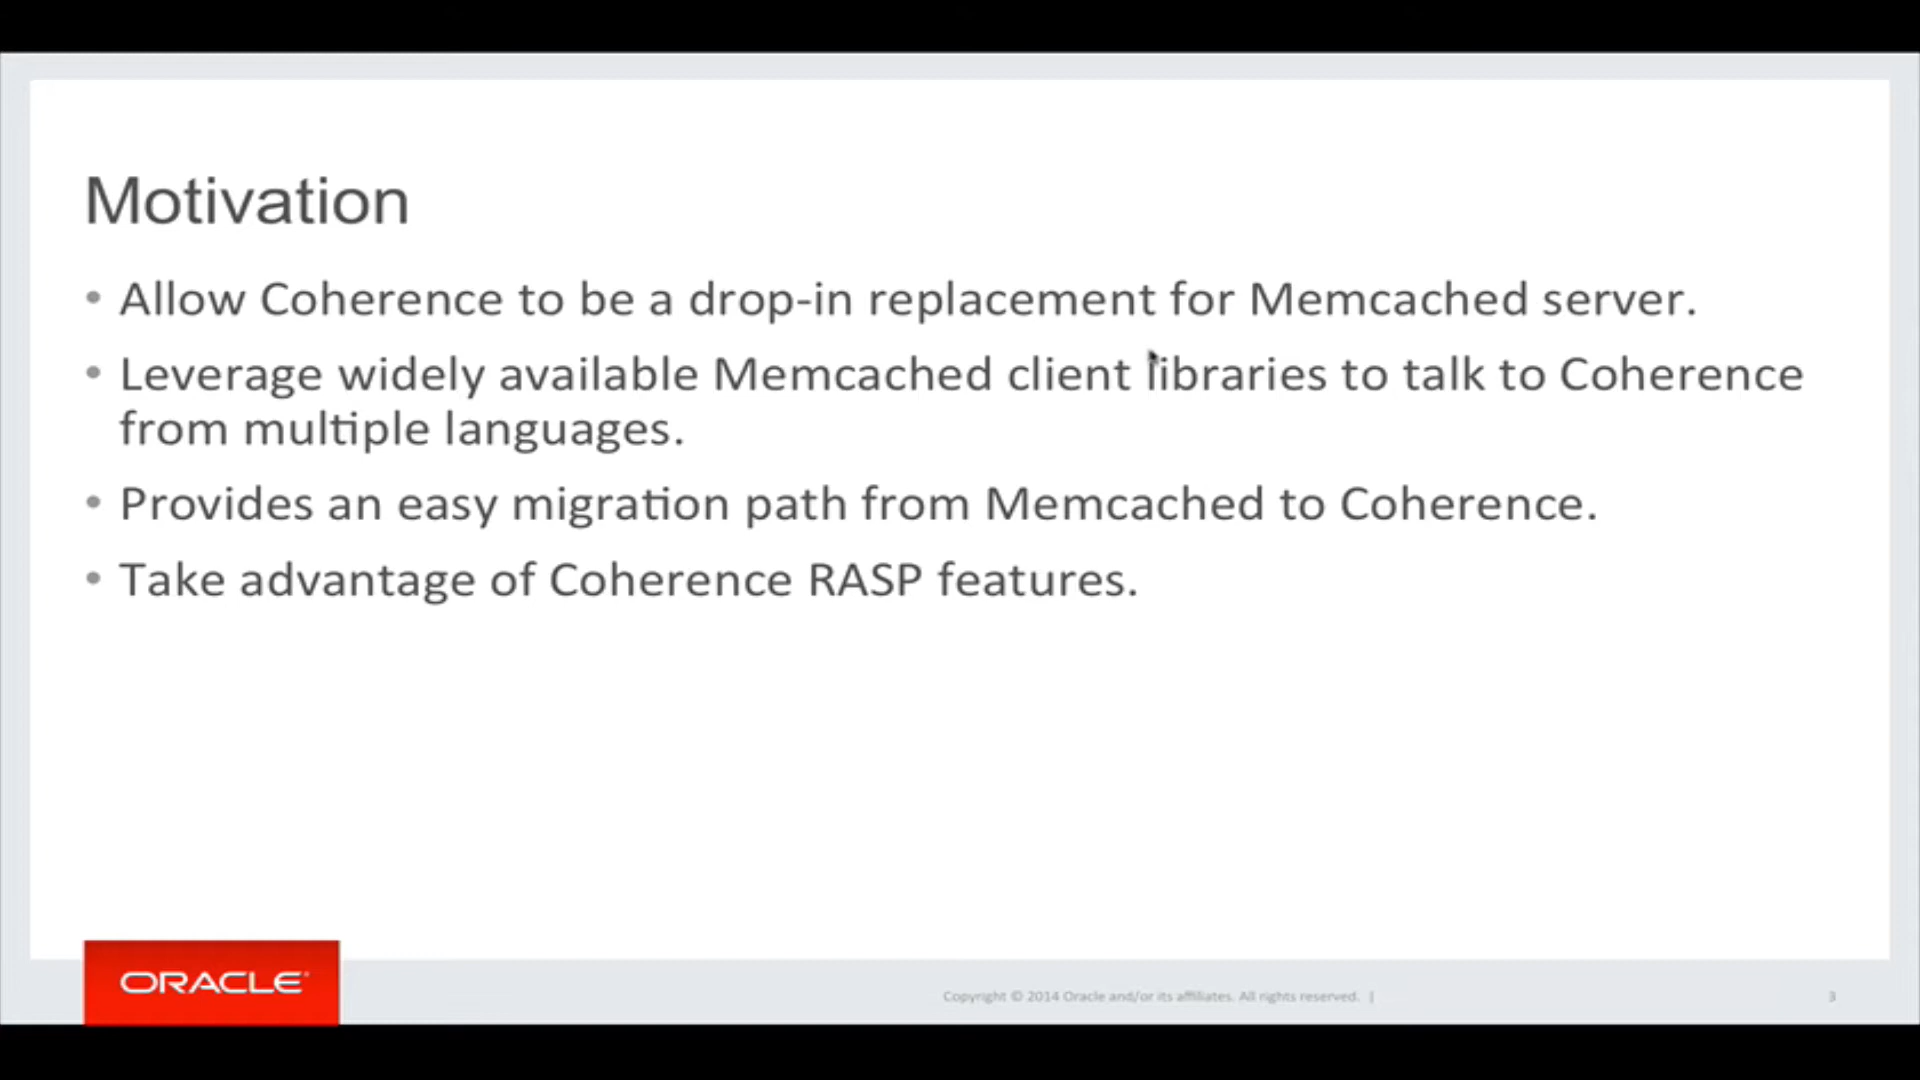 Motivation
• Allow Coherence to be a drop-in replacement for Memcached server.
• Leverage widely available Memcached client libraries to talk to Coherence
from multiple languages.
• Provides an easy migration path from Memcached to Coherence.
• Take advantage of Coherence RASP features.
ORACLE®
Copyright © 2014 Oracle and/or its affiliates. All rights reserved. |
3